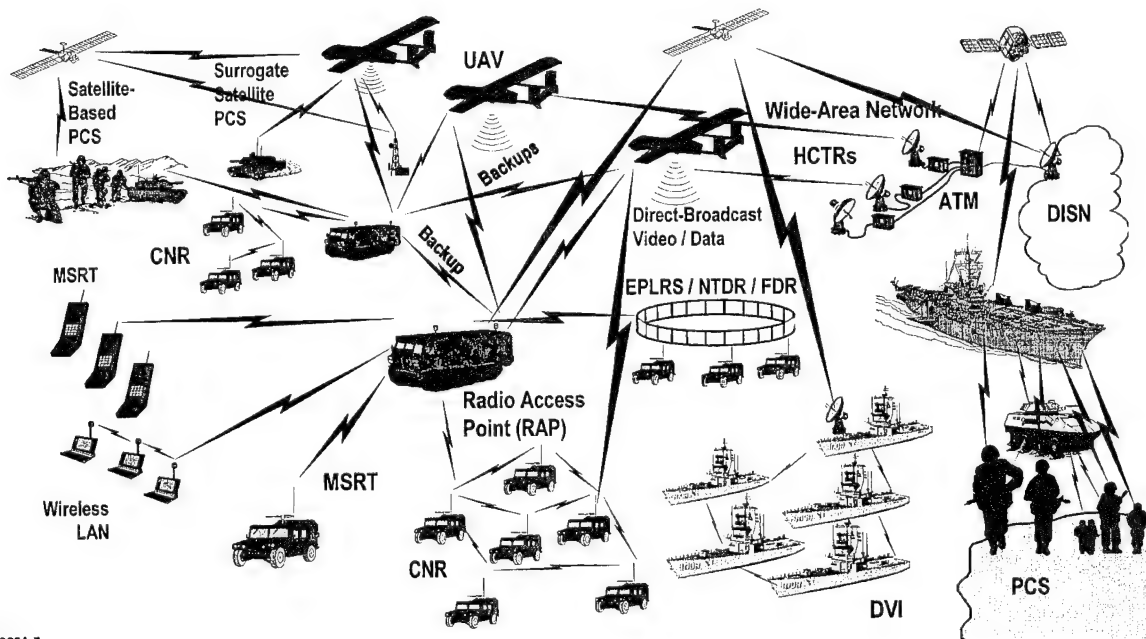 UAV
Satellite-
Based
PCS
Surrogate
Satellite
PCS
Wide-Area Network
HCTRs
Backups
ATM
DISN
Direct-Broadcast
Video / Data
CNR
Backup
MSRT
EPLRS / NTDR / FDR
Radio Access
Point (RAP)
MSRT
Wireless
LAN
CNR
DVI
PCS